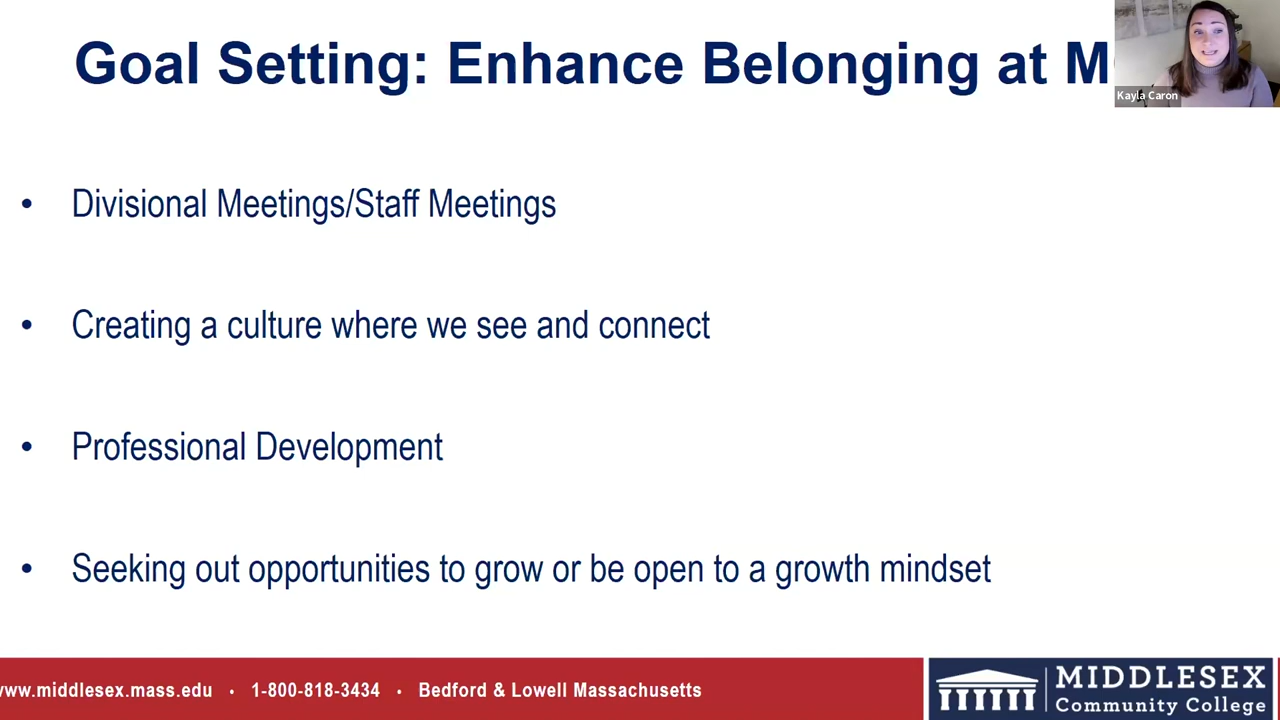 Goal Setting: Enhance Belonging at
Kayla Caron
• Divisional Meetings/Staff Meetings
• Creating a culture where we see and connect
• Professional Development
• Seeking out opportunities to grow or be open to a growth mindset
www.middlesex.mass.edu • 1-800-818-3434 • Bedford & Lowell Massachusetts
MIDDLESEX
Community College